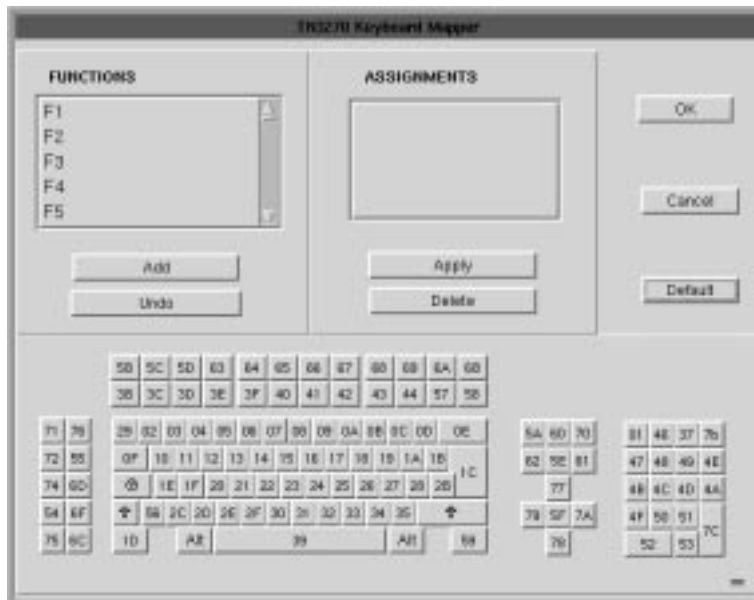 TN3270 Keyboard Mapper
FUNCTIONS
F1
F2
F3
F4
F5
Add
Undo
ASSIGNMENTS
Apply
Delete
OK
Cancel
Default
5B 5C 5D 63 64 65 66 67 68 69 6A 6B
3B 3C 3D 3E 3F 40 41 42 43 44 57 58
71 76 29 02 03 04 05 06 07 08 09 0A 0B 0C 0D 0E 5A 6D 70 01 46 37 7b
72 55 0F 10 11 12 13 14 15 16 17 18 19 1A 1B 1C 62 5E 61 47 48 49 4E
74 6D 1E 1F 20 21 22 23 24 25 26 27 28 2B 77 4B 4C 4D 4A
54 6F 56 2C 2D 2E 2F 30 31 32 33 34 35 79 5F 7A 4F 50 51 7C
75 6C 1D Alt 39 Alt 59 78 52 53